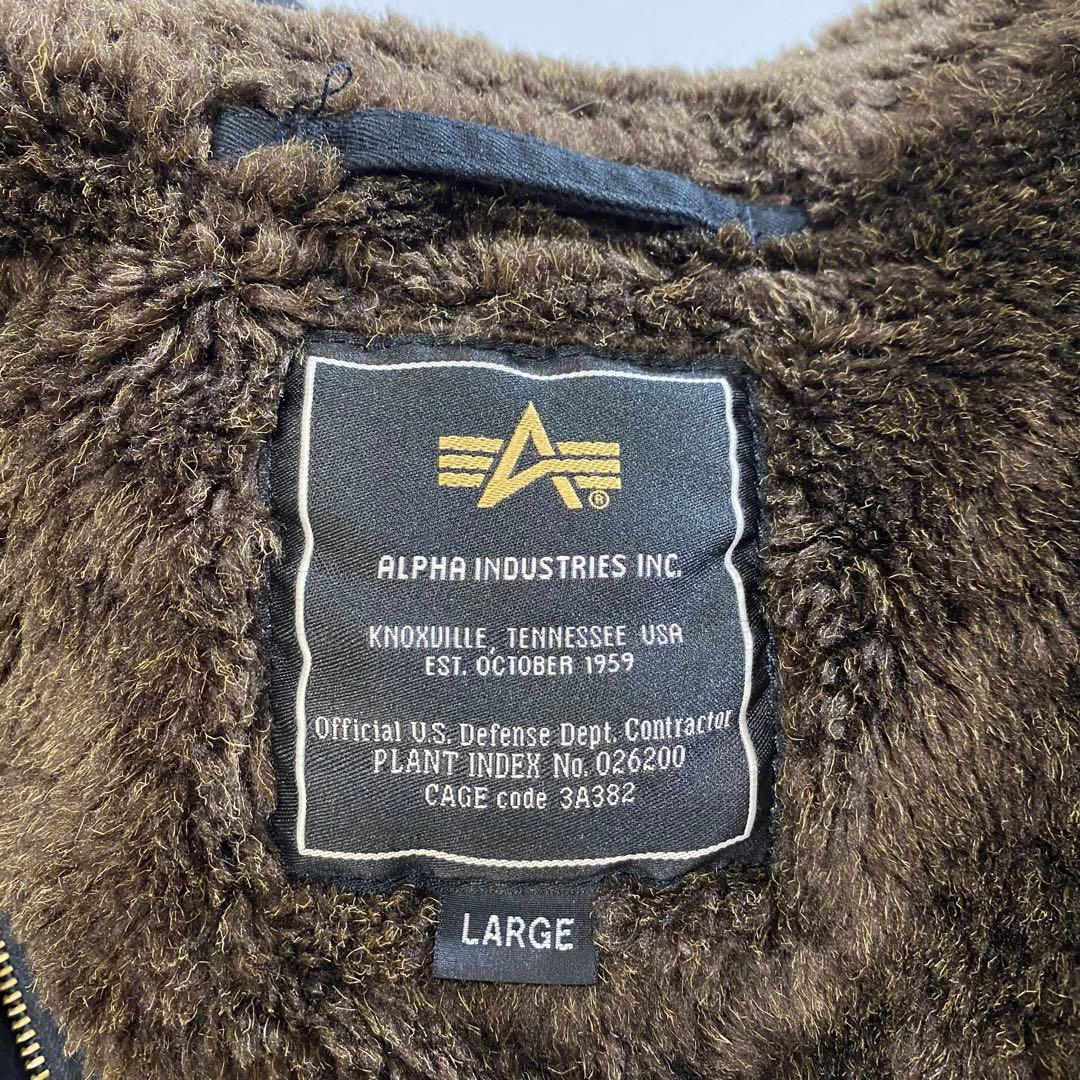 ®
ALPHA INDUSTRIES INC.
KNOXUILLE, TENNESSEE USA
EST. OCTOBER 1959
Official U.S. Defense Dept. Contractor
PLANT INDEX No. 026200
CAGE code 3A382
LARGE